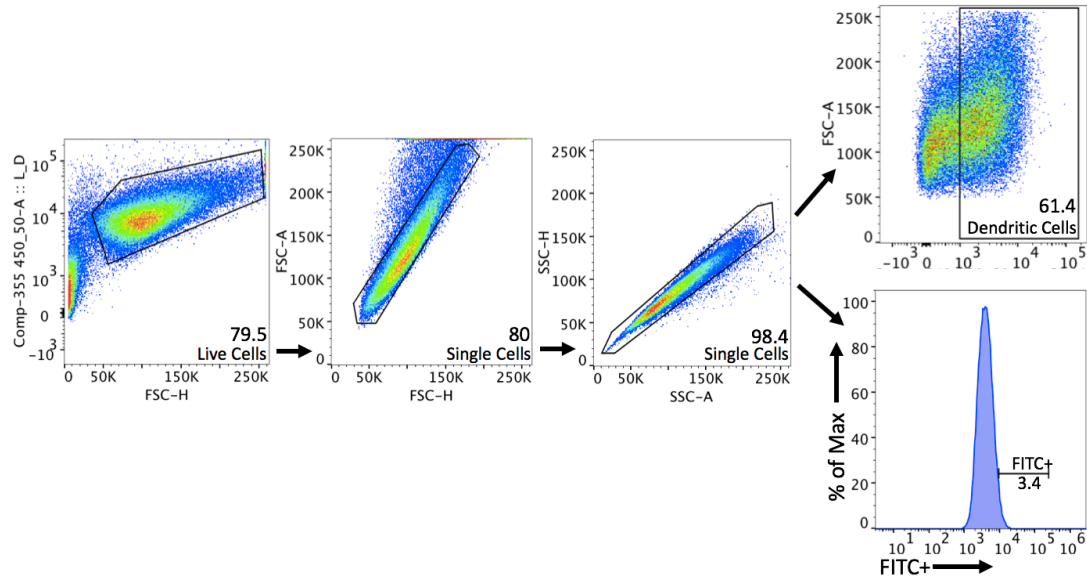 Comp-355 450_50-A :: L_D
10^5
10^4
10^3
0
-10^3
79.5
Live Cells
0 50K 150K 250K
FSC-H
FSC-A
250K
200K
150K
100K
50K
0
80
Single Cells
0 50K 150K 250K
FSC-H
SSC-H
250K
200K
150K
100K
50K
0
98.4
Single Cells
0 50K 150K 250K
SSC-A
FSC-A
250K
200K
150K
100K
50K
0
61.4
Dendritic Cells
-10^3 0 10^3 10^4 10^5
% of Max
100
80
60
40
20
0
FITC+
3.4
10^1 10^2 10^3 10^4 10^5 10^6
FITC+